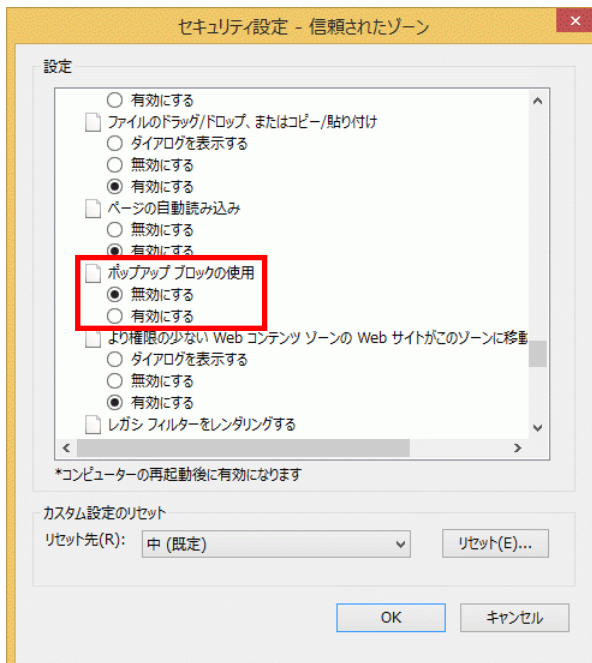 セキュリティ設定 - 信頼されたゾーン
設定
有効にする
ファイルのドラッグ/ドロップ、またはコピー/貼り付け
ダイアログを表示する
無効にする
有効にする
ページの自動読み込み
無効にする
有効にする
ポップアップ ブロックの使用
無効にする
有効にする
より権限の少ない Web コンテンツ ゾーンの Web サイトがこのゾーンに移動
ダイアログを表示する
無効にする
有効にする
レガシ フィルターをレンダリングする
*コンピューターの再起動後に有効になります
カスタム設定のリセット
リセット先(R): 中 (既定) リセット(E)...
OK キャンセル